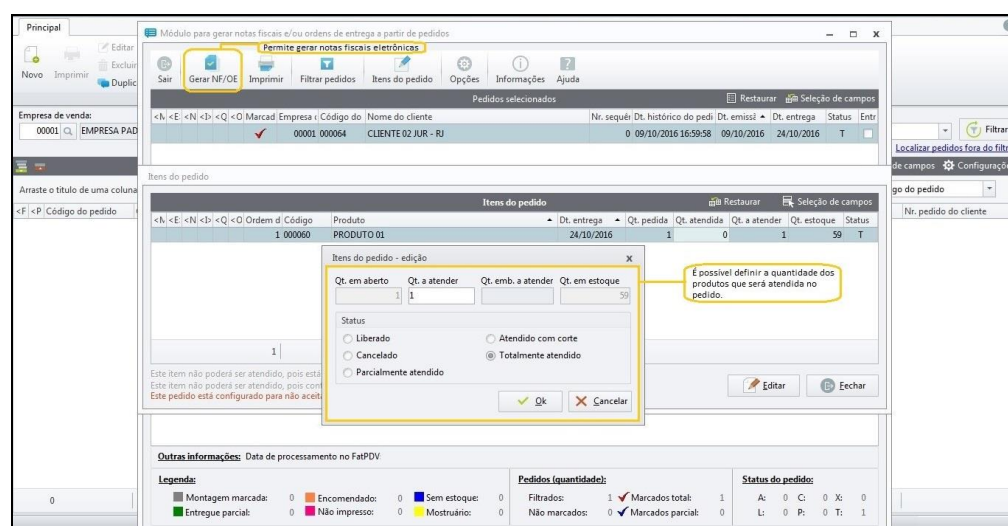 Principal
Módulo para gerar notas fiscais e/ou ordens de entrega a partir de pedidos
Permite gerar notas fiscais eletrônicas
Novo Imprimir Editar
Excluir
Duplic
Sair Gerar NF/OE Imprimir Filtrar pedidos Itens do pedido Opções Informações Ajuda
Pedidos selecionados Restaurar Seleção de campos
Empresa de venda:
00001 EMPRESA PAD
<N <E <N <I> <Q <O Marcad Empresa Código do Nome do cliente Nr. sequê Dt. histórico do pedi Dt. emissã Dt. entrega Status Entr
00001 000064 CLIENTE 02 JUR - RJ 0 09/10/2016 16:59:58 09/10/2016 24/10/2016 T
Filtrar
Localizar pedidos fora do filtr
de campos Configuraçõe
Itens do pedido
Arraste o titulo de uma coluna
go do pedido
Itens do pedido Restaurar Seleção de campos
<F <P Código do pedido
Nr. pedido do cliente
<N <E <N <I> <Q <O Ordem d Código Produto Dt. entrega Qt. pedida Qt. atendida Qt. a atender Qt. estoque Status
1 000060 PRODUTO 01 24/10/2016 1 0 1 59 T
Itens do pedido - edição x
Qt. em aberto Qt. a atender Qt. emb. a atender Qt. em estoque
1 1 59
É possível definir a quantidade dos
produtos que será atendida no
pedido.
Status
Liberado Atendido com corte
Cancelado Totalmente atendido
Parcialmente atendido
Ok Cancelar
1
Este item não poderá ser atendido, pois está
Este item não poderá ser atendido, pois cont
Este pedido está configurado para não aceit
Editar Fechar
Outras informações: Data de processamento no FatPDV
Legenda: Pedidos (quantidade): Status do pedido:
Montagem marcada: 0 Encomendado: 0 Sem estoque: 0 Filtrados: 1 Marcados total: 1 A: 0 C: 0 X: 0
Entregue parcial: 0 Não impresso: 0 Mostruário: 0 Não marcados: 0 Marcados parcial: 0 L: 0 P: 0 T: 1
0